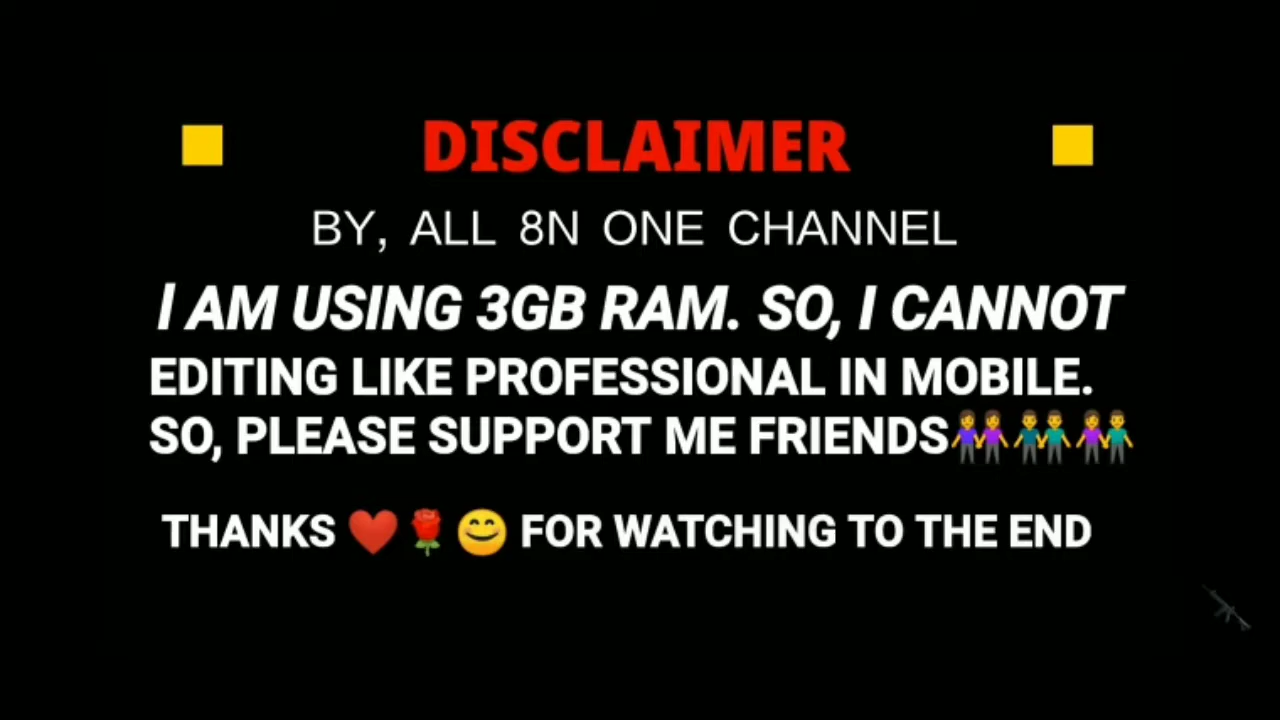 DISCLAIMER
BY, ALL 8N ONE CHANNEL
I AM USING 3GB RAM. SO, I CANNOT
EDITING LIKE PROFESSIONAL IN MOBILE.
SO, PLEASE SUPPORT ME FRIENDS👭👬👫
THANKS ❤️🌹😊 FOR WATCHING TO THE END